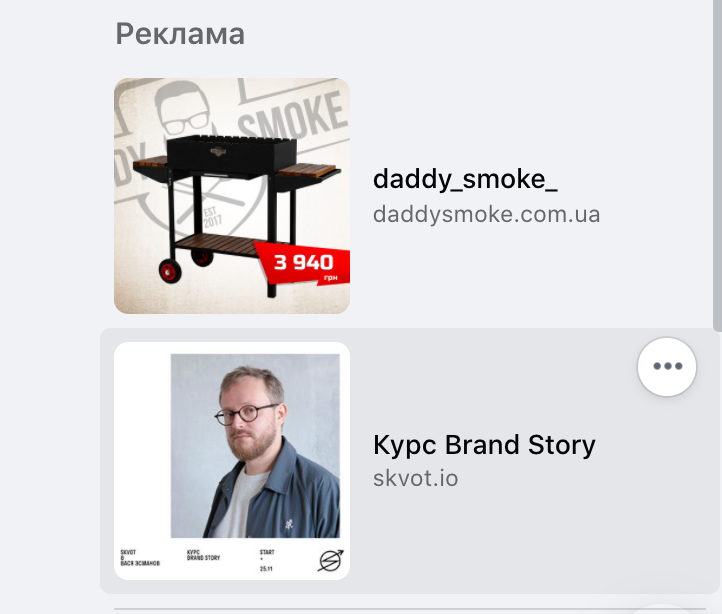 Реклама
DY SMOKE
EST
2017
3 940
грн
daddy_smoke_
daddysmoke.com.ua
Курс Brand Story
skvot.io
SKVOT
&
ВАСЯ ЭСМАНОВ
КУРС
BRAND STORY
START
25.11